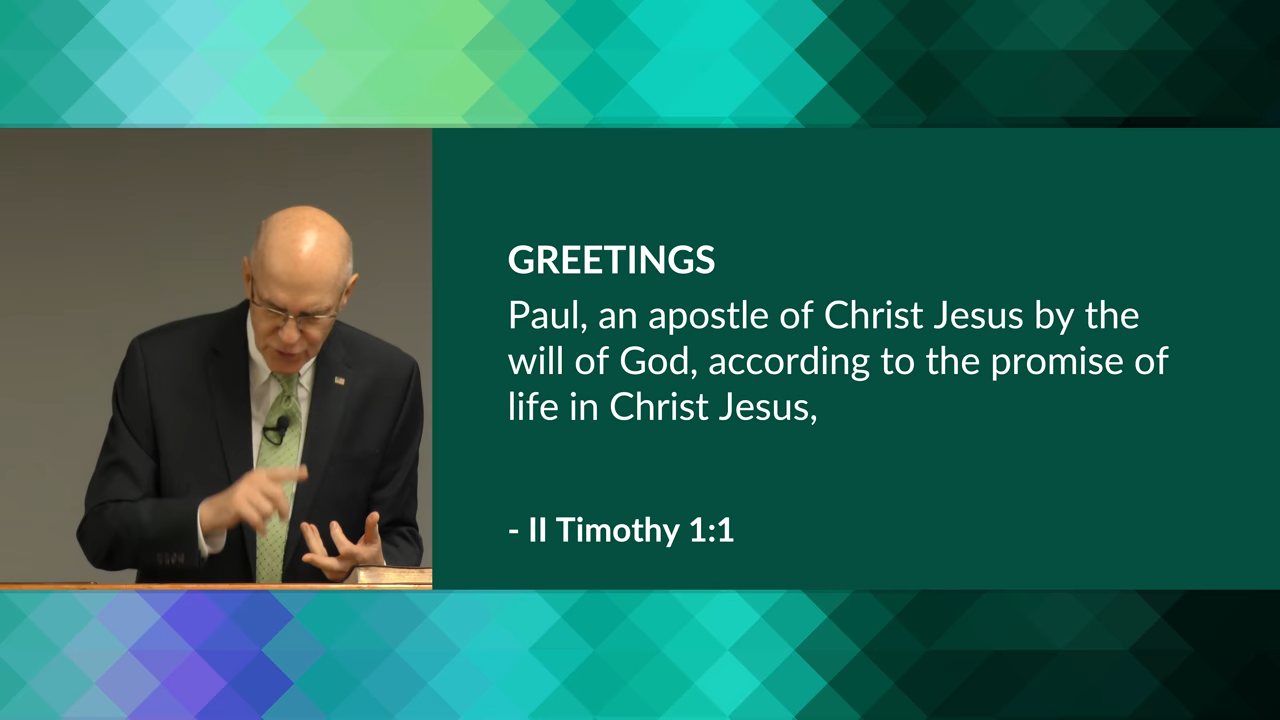 GREETINGS
Paul, an apostle of Christ Jesus by the
will of God, according to the promise of
life in Christ Jesus,
- II Timothy 1:1